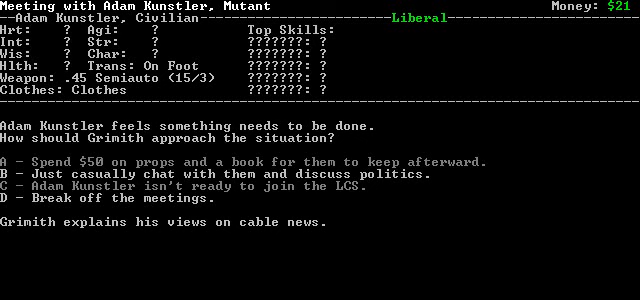 Meeting with Adam Kunstler, Mutant Money: $21
Adam Kunstler, Civilian Liberal
Hrt: ? Agi: ? Top Skills:
Int: ? Str: ? ???????: ?
Wis: ? Char: ? ???????: ?
Hlth: ? Trans: On Foot ???????: ?
Weapon: .45 Semiauto (15/3) ???????: ?
Clothes: Clothes ???????: ?
Adam Kunstler feels something needs to be done.
How should Grimith approach the situation?
A - Spend $50 on props and a book for them to keep afterward.
B - Just casually chat with them and discuss politics.
C - Adam Kunstler isn't ready to join the LCS.
D - Break off the meetings.
Grimith explains his views on cable news.